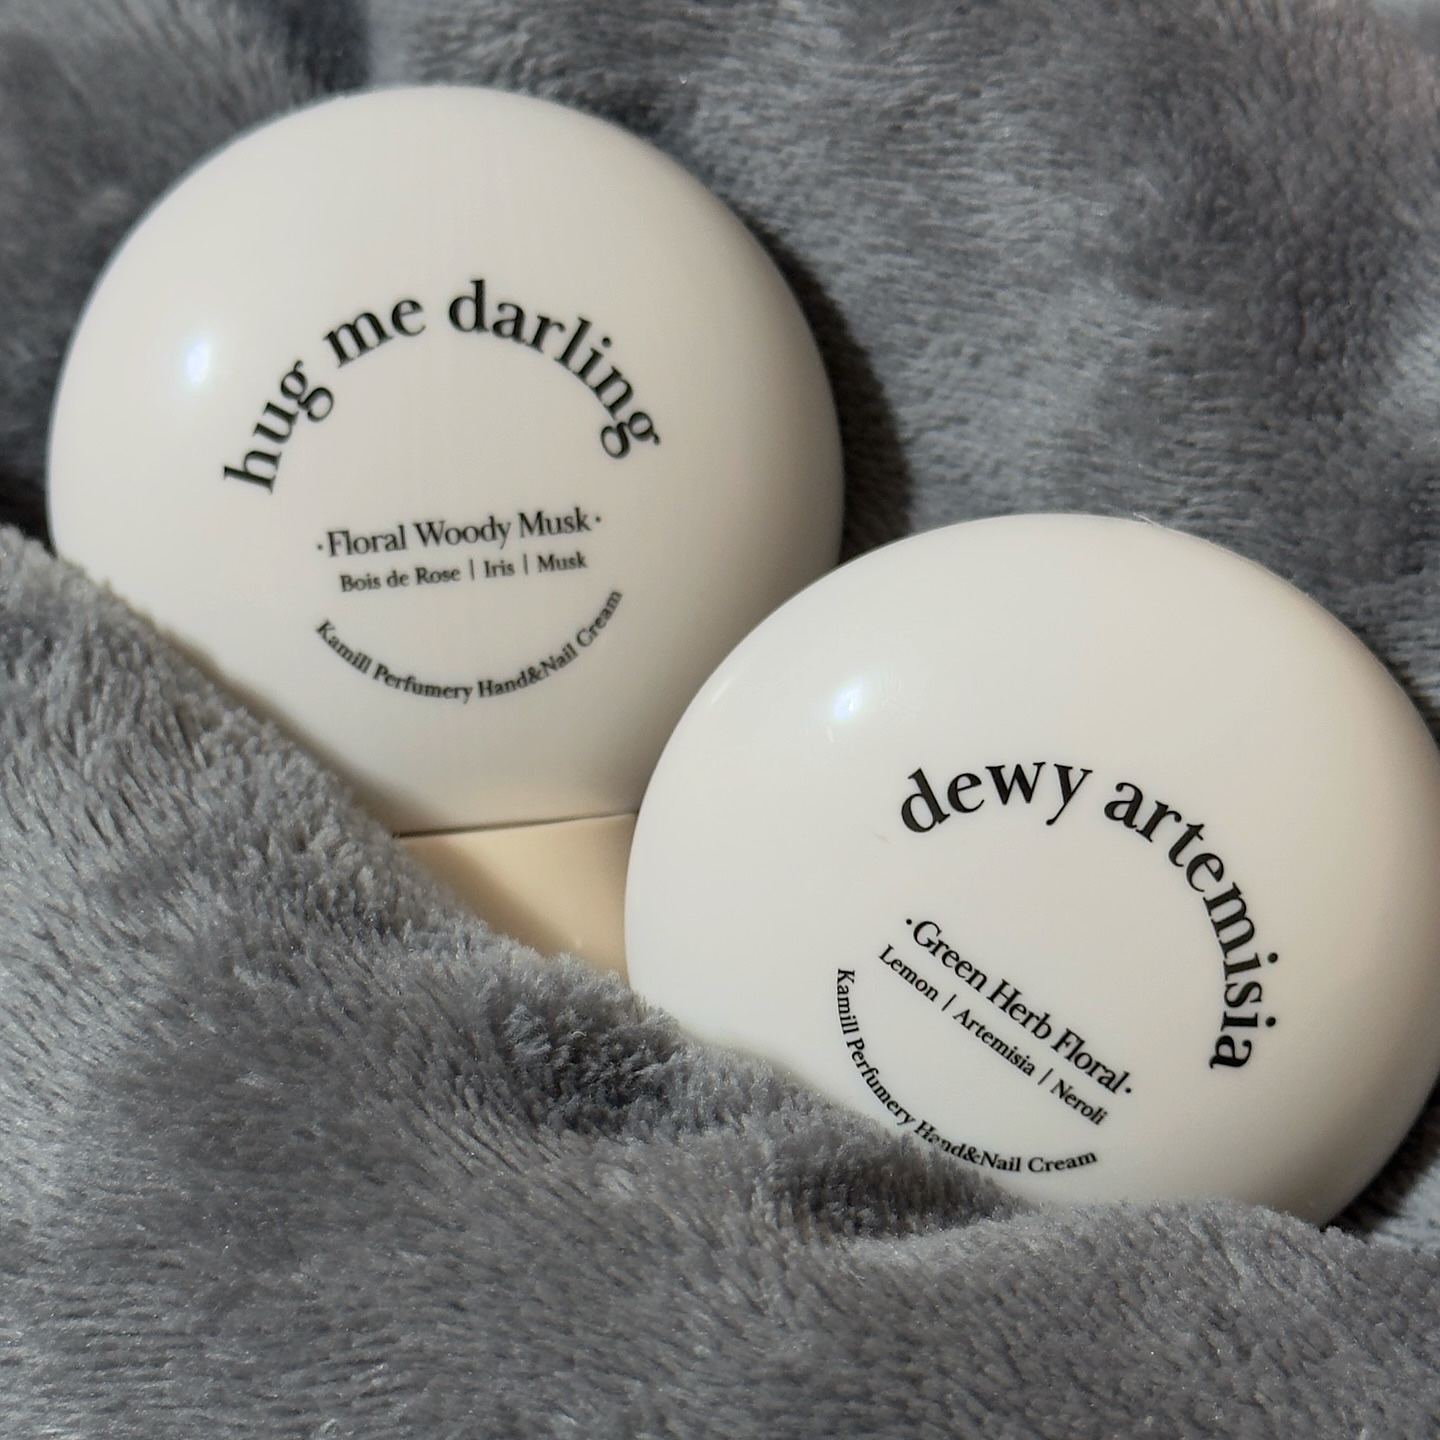 hug me darling
·Floral Woody Musk·
Bois de Rose | Iris | Musk
Kamill Perfumery Hand&Nail Cream
dewy artemisia
·Green Herb Floral·
Lemon | Artemisia | Neroli
Kamill Perfumery Hand&Nail Cream